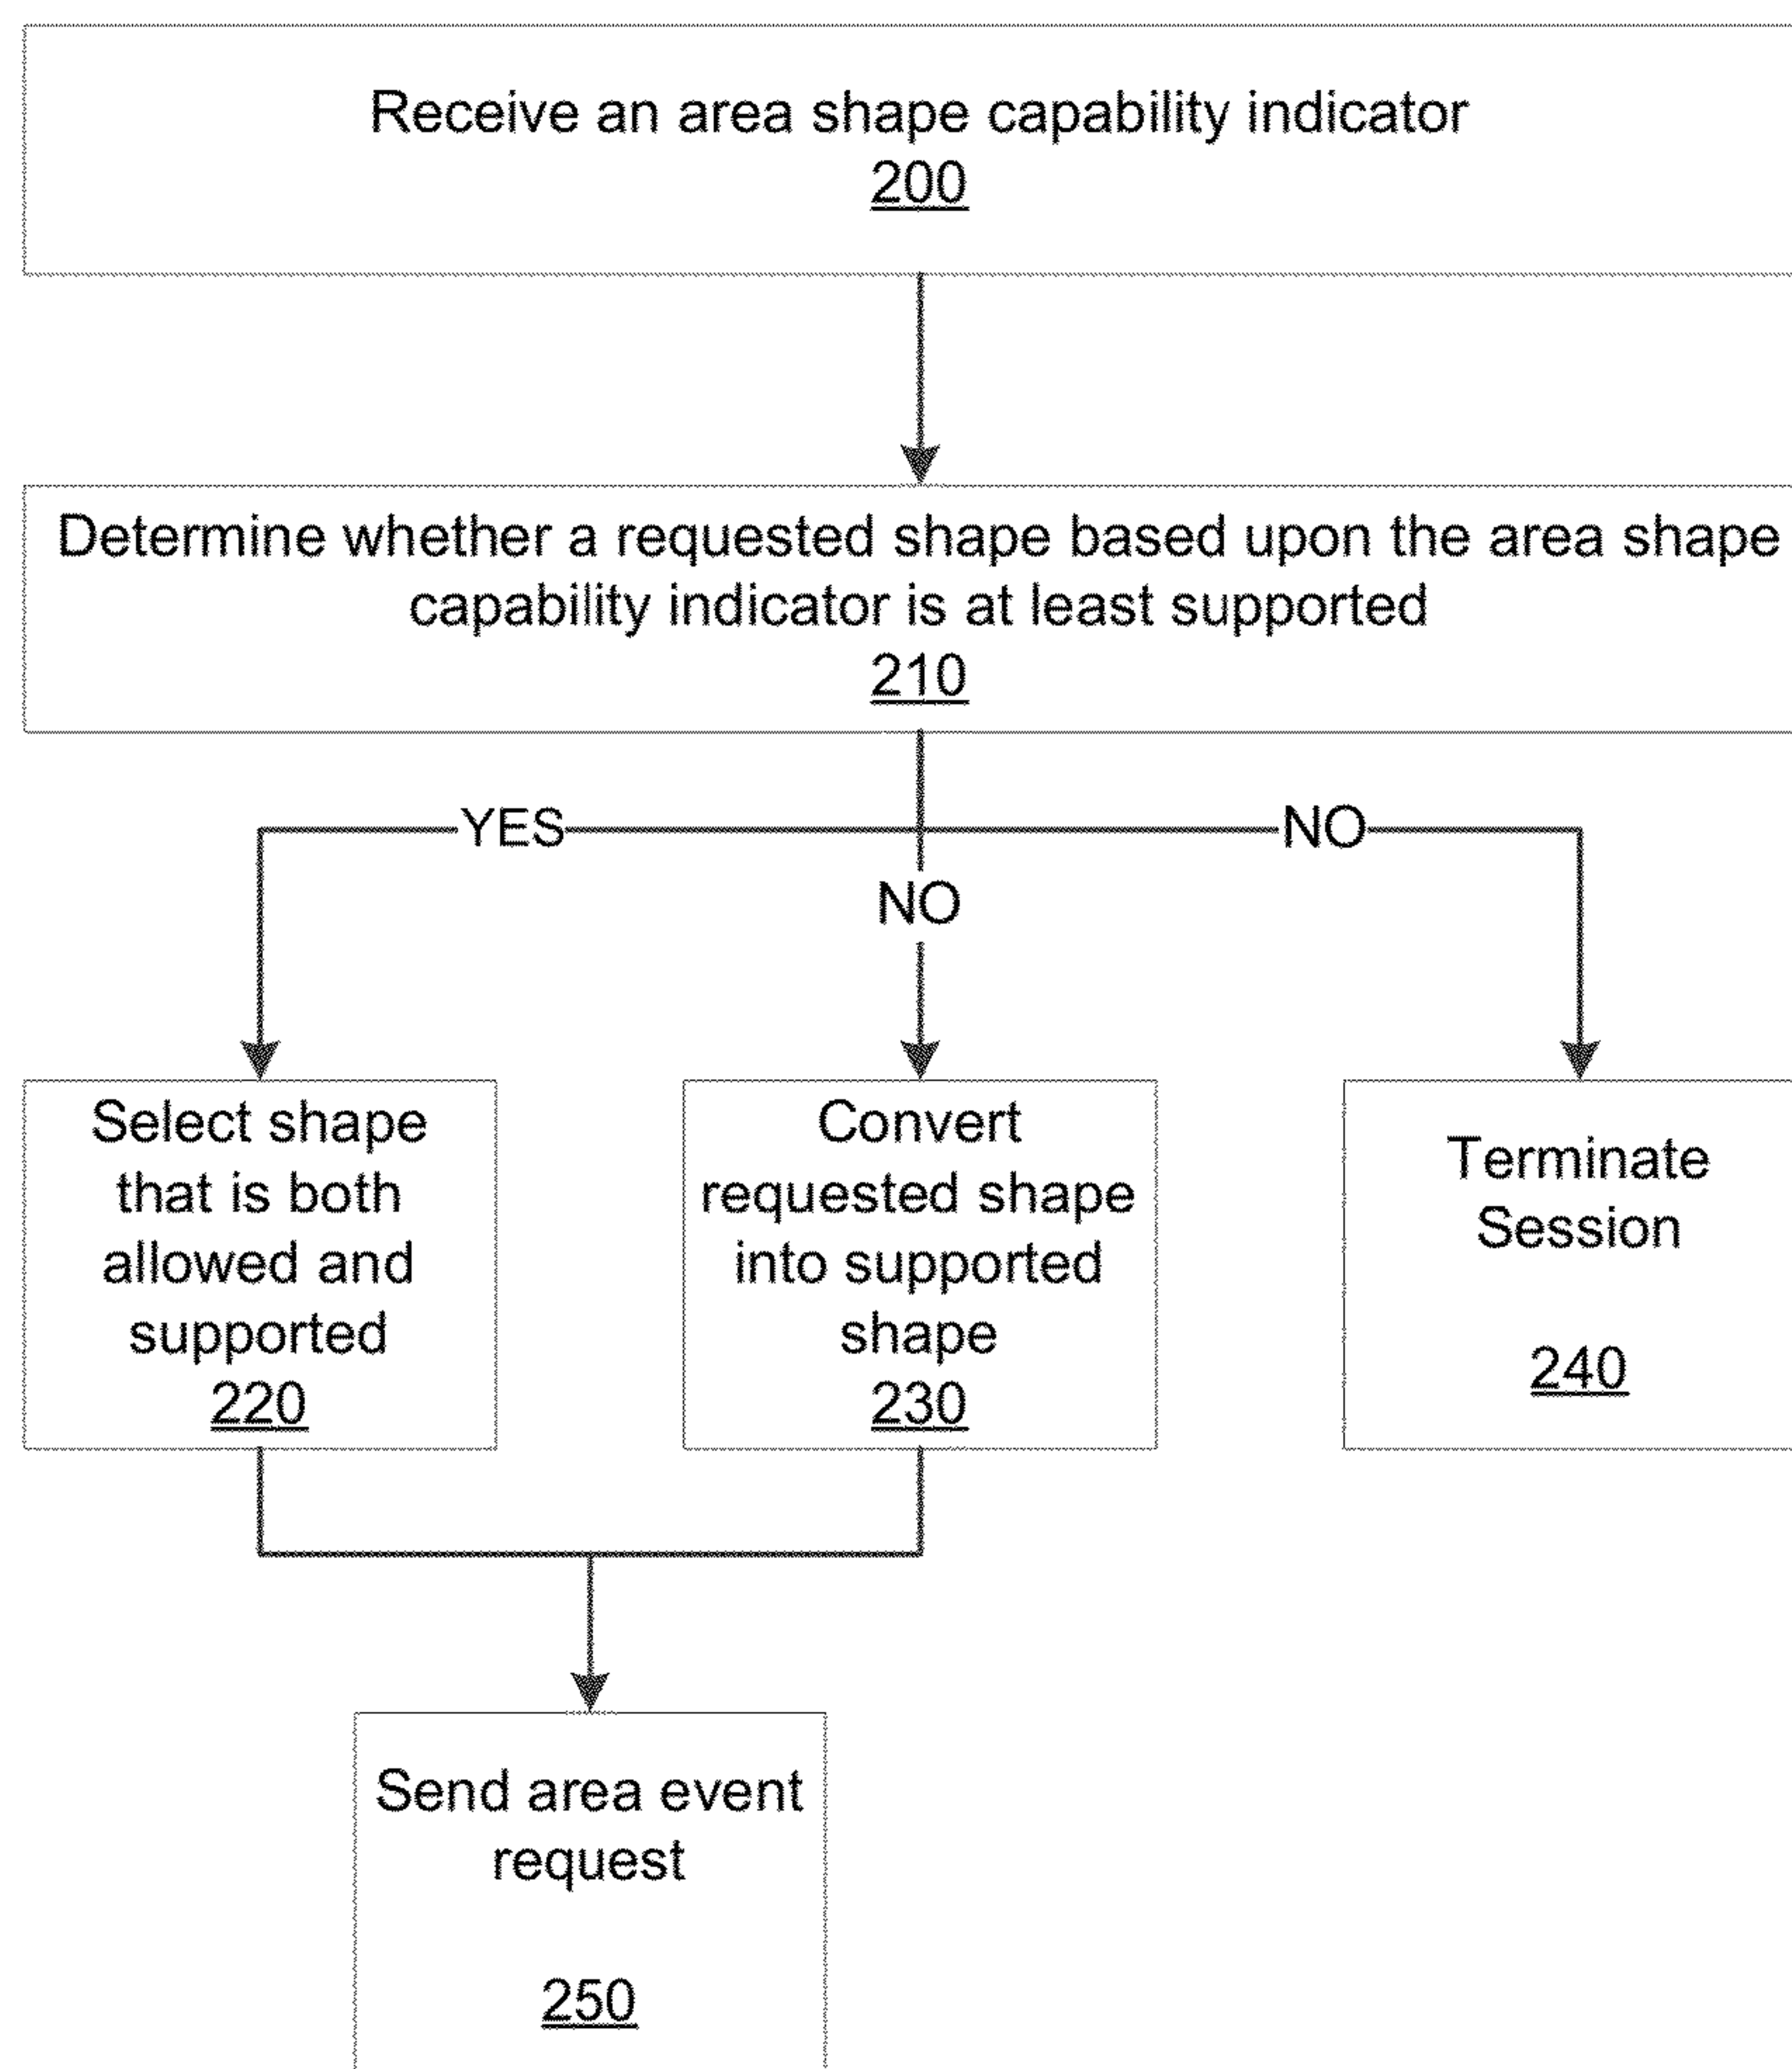 Receive an area shape capability indicator
200
Determine whether a requested shape based upon the area shape
capability indicator is at least supported
210
YES
NO
NO
Select shape
that is both
allowed and
supported
220
Convert
requested shape
into supported
shape
230
Terminate
Session
240
Send area event
request
250